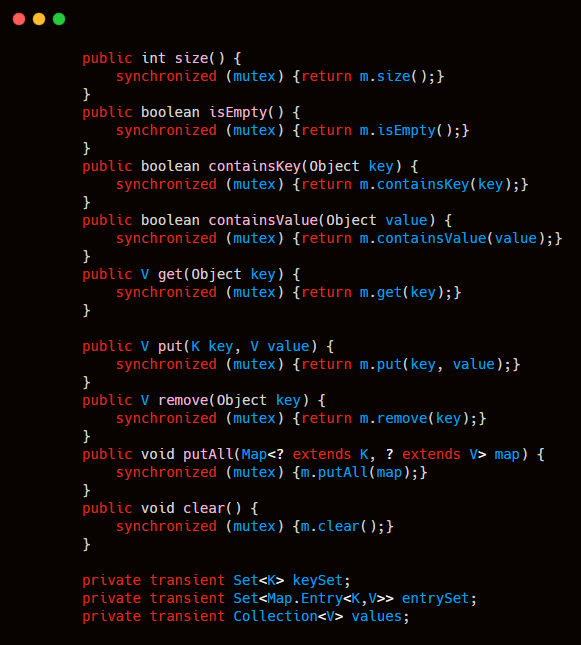 public int size() {
    synchronized (mutex) {return m.size();}
}
public boolean isEmpty() {
    synchronized (mutex) {return m.isEmpty();}
}
public boolean containsKey(Object key) {
    synchronized (mutex) {return m.containsKey(key);}
}
public boolean containsValue(Object value) {
    synchronized (mutex) {return m.containsValue(value);}
}
public V get(Object key) {
    synchronized (mutex) {return m.get(key);}
}

public V put(K key, V value) {
    synchronized (mutex) {return m.put(key, value);}
}
public V remove(Object key) {
    synchronized (mutex) {return m.remove(key);}
}
public void putAll(Map<? extends K, ? extends V> map) {
    synchronized (mutex) {m.putAll(map);}
}
public void clear() {
    synchronized (mutex) {m.clear();}
}

private transient Set<K> keySet;
private transient Set<Map.Entry<K,V>> entrySet;
private transient Collection<V> values;